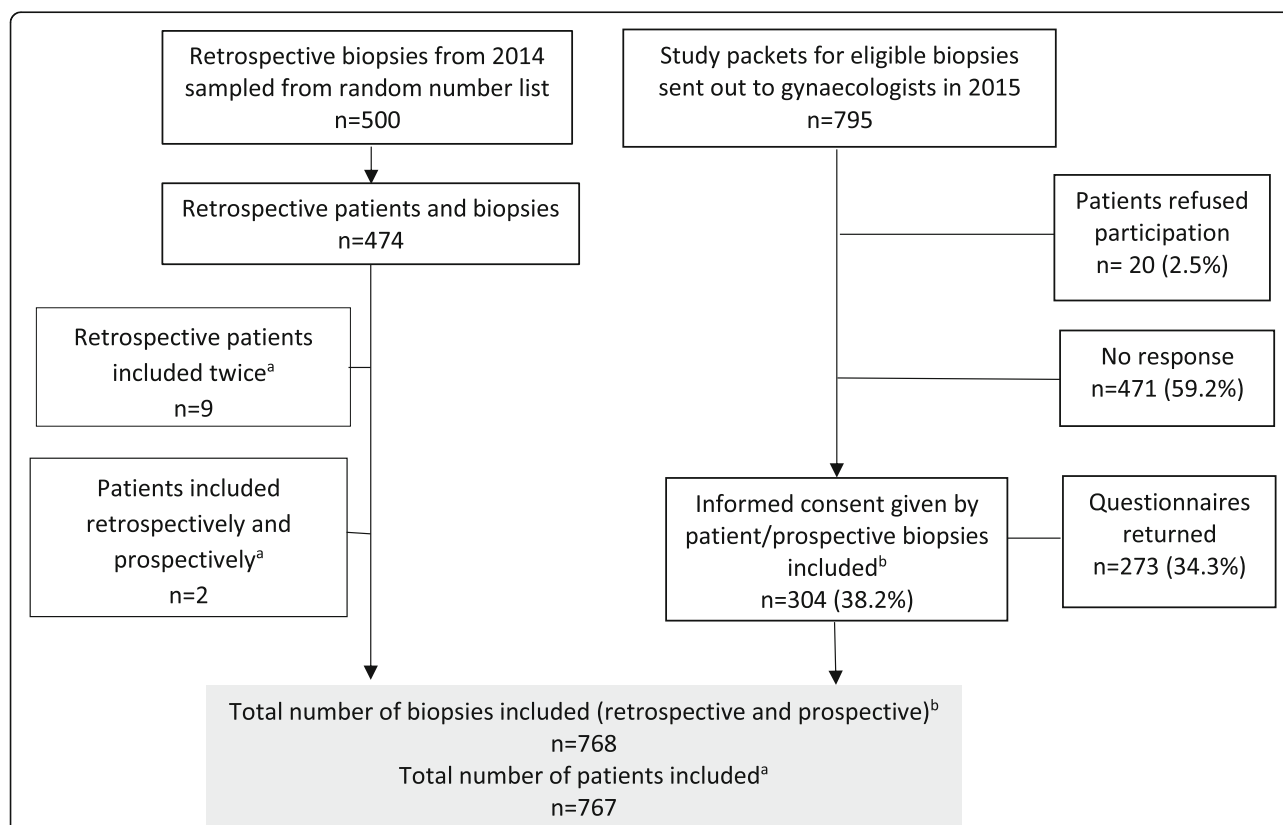 Retrospective biopsies from 2014
sampled from random number list
n=500
Study packets for eligible biopsies
sent out to gynaecologists in 2015
n=795
Retrospective patients and biopsies
n=474
Patients refused
participation
n= 20 (2.5%)
Retrospective patients
included twiceᵃ
n=9
No response
n=471 (59.2%)
Patients included
retrospectively and
prospectivelyᵃ
n=2
Informed consent given by
patient/prospective biopsies
includedᵇ
n=304 (38.2%)
Questionnaires
returned
n=273 (34.3%)
Total number of biopsies included (retrospective and prospective)ᵇ
n=768
Total number of patients includedᵃ
n=767